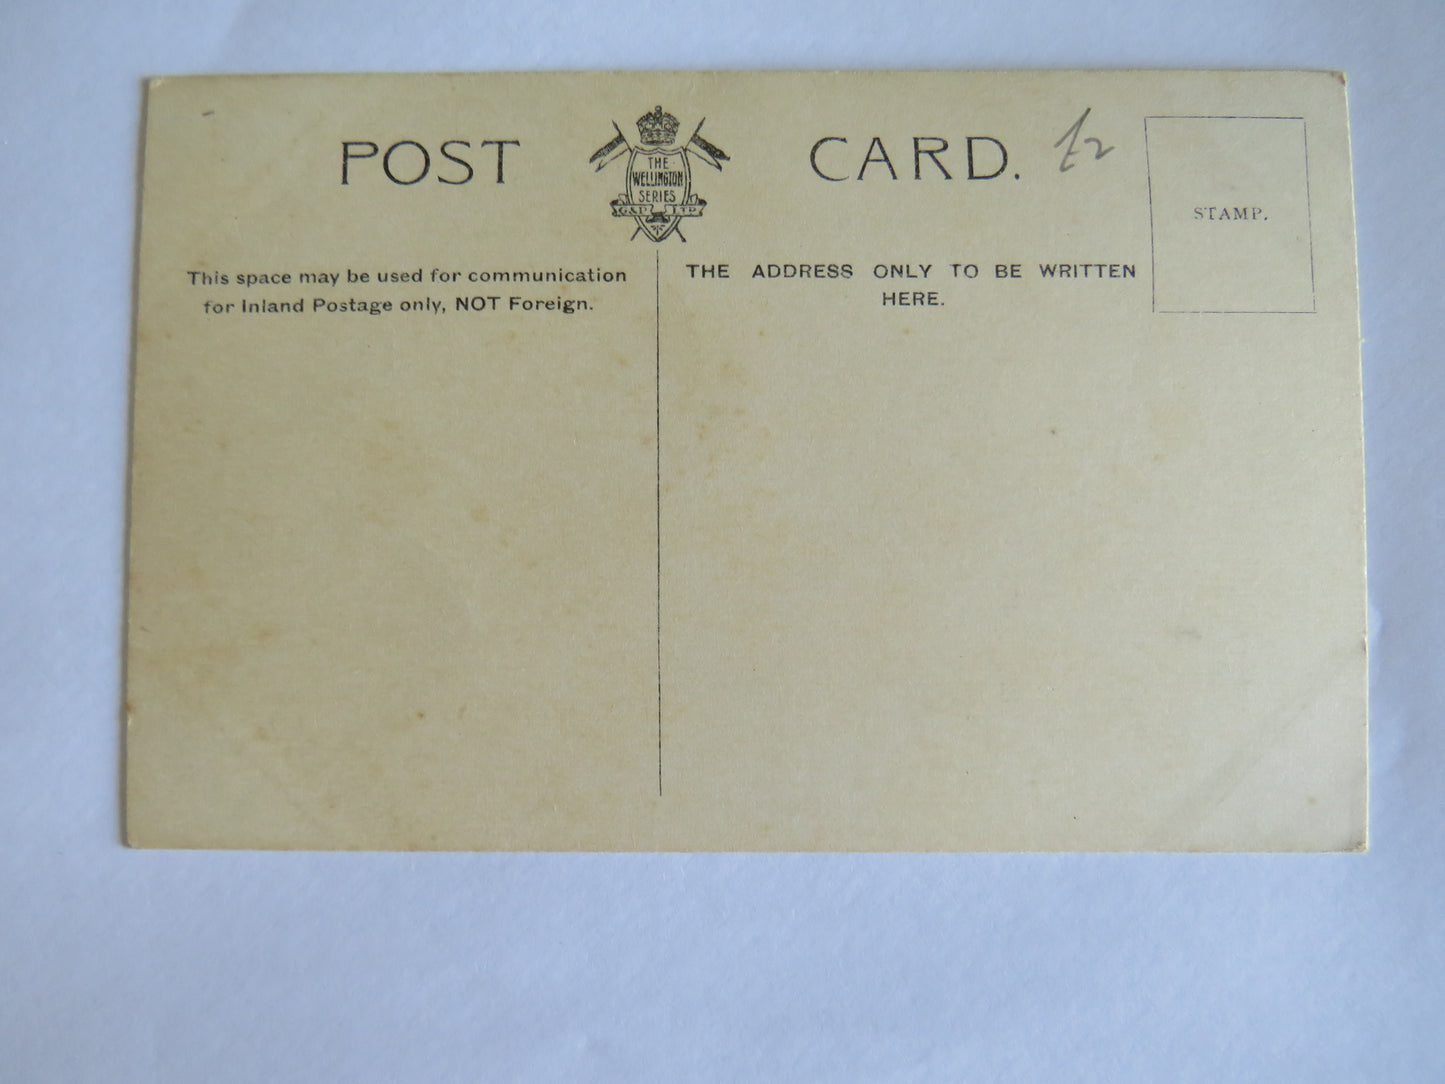 POST CARD. £2
THE
WELLINGTON
SERIES
G&P LTD.
STAMP.
This space may be used for communication
for Inland Postage only, NOT Foreign.
THE ADDRESS ONLY TO BE WRITTEN
HERE.